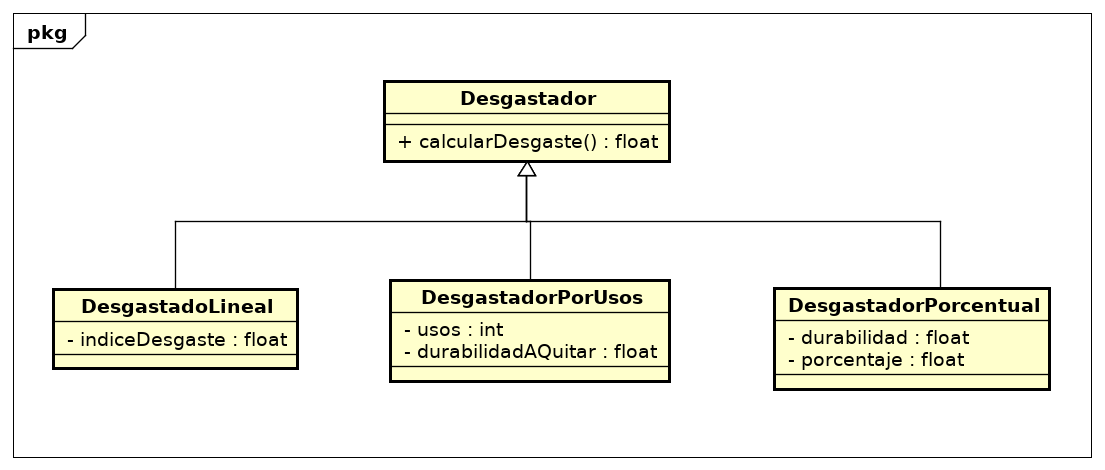 pkg
Desgastador
+ calcularDesgaste() : float
DesgastadoLineal
- indiceDesgaste : float
DesgastadorPorUsos
- usos : int
- durabilidadAQuitar : float
DesgastadorPorcentual
- durabilidad : float
- porcentaje : float